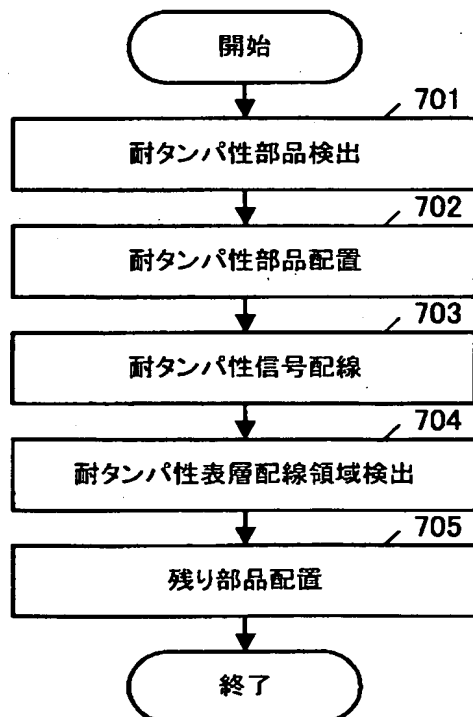 開始
701
耐タンパ性部品検出
702
耐タンパ性部品配置
703
耐タンパ性信号配線
704
耐タンパ性表層配線領域検出
705
残り部品配置
終了